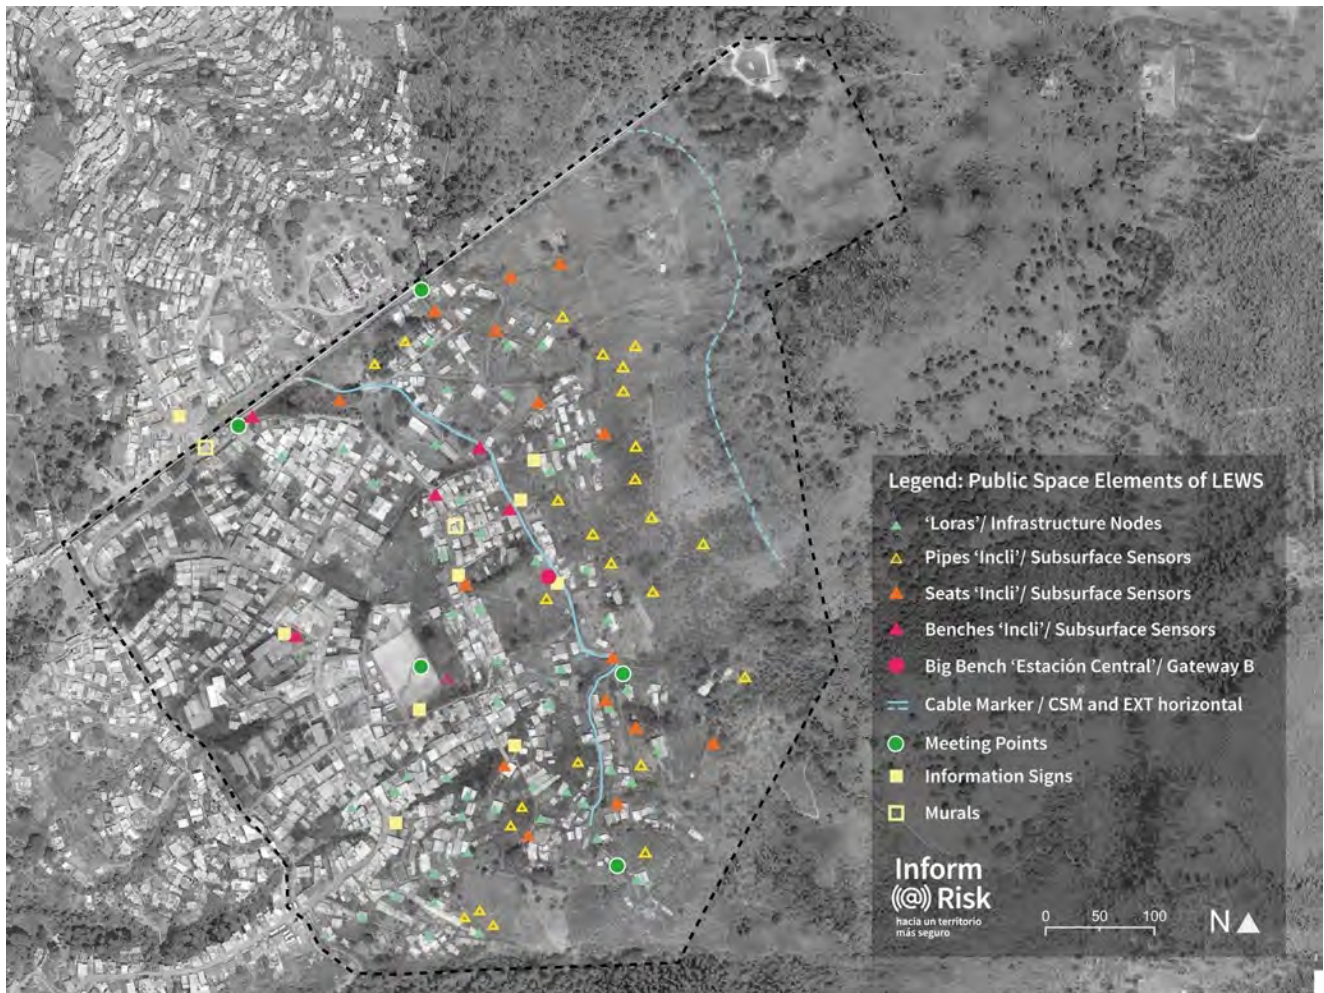 Legend: Public Space Elements of LEWS
‘Loras’/ Infrastructure Nodes
Pipes ‘Incli’/ Subsurface Sensors
Seats ‘Incli’/ Subsurface Sensors
Benches ‘Incli’/ Subsurface Sensors
Big Bench ‘Estación Central’/ Gateway B
Cable Marker / CSM and EXT horizontal
Meeting Points
Information Signs
Murals
Inform
((@)) Risk
hacia un territorio
más seguro
0 50 100
N